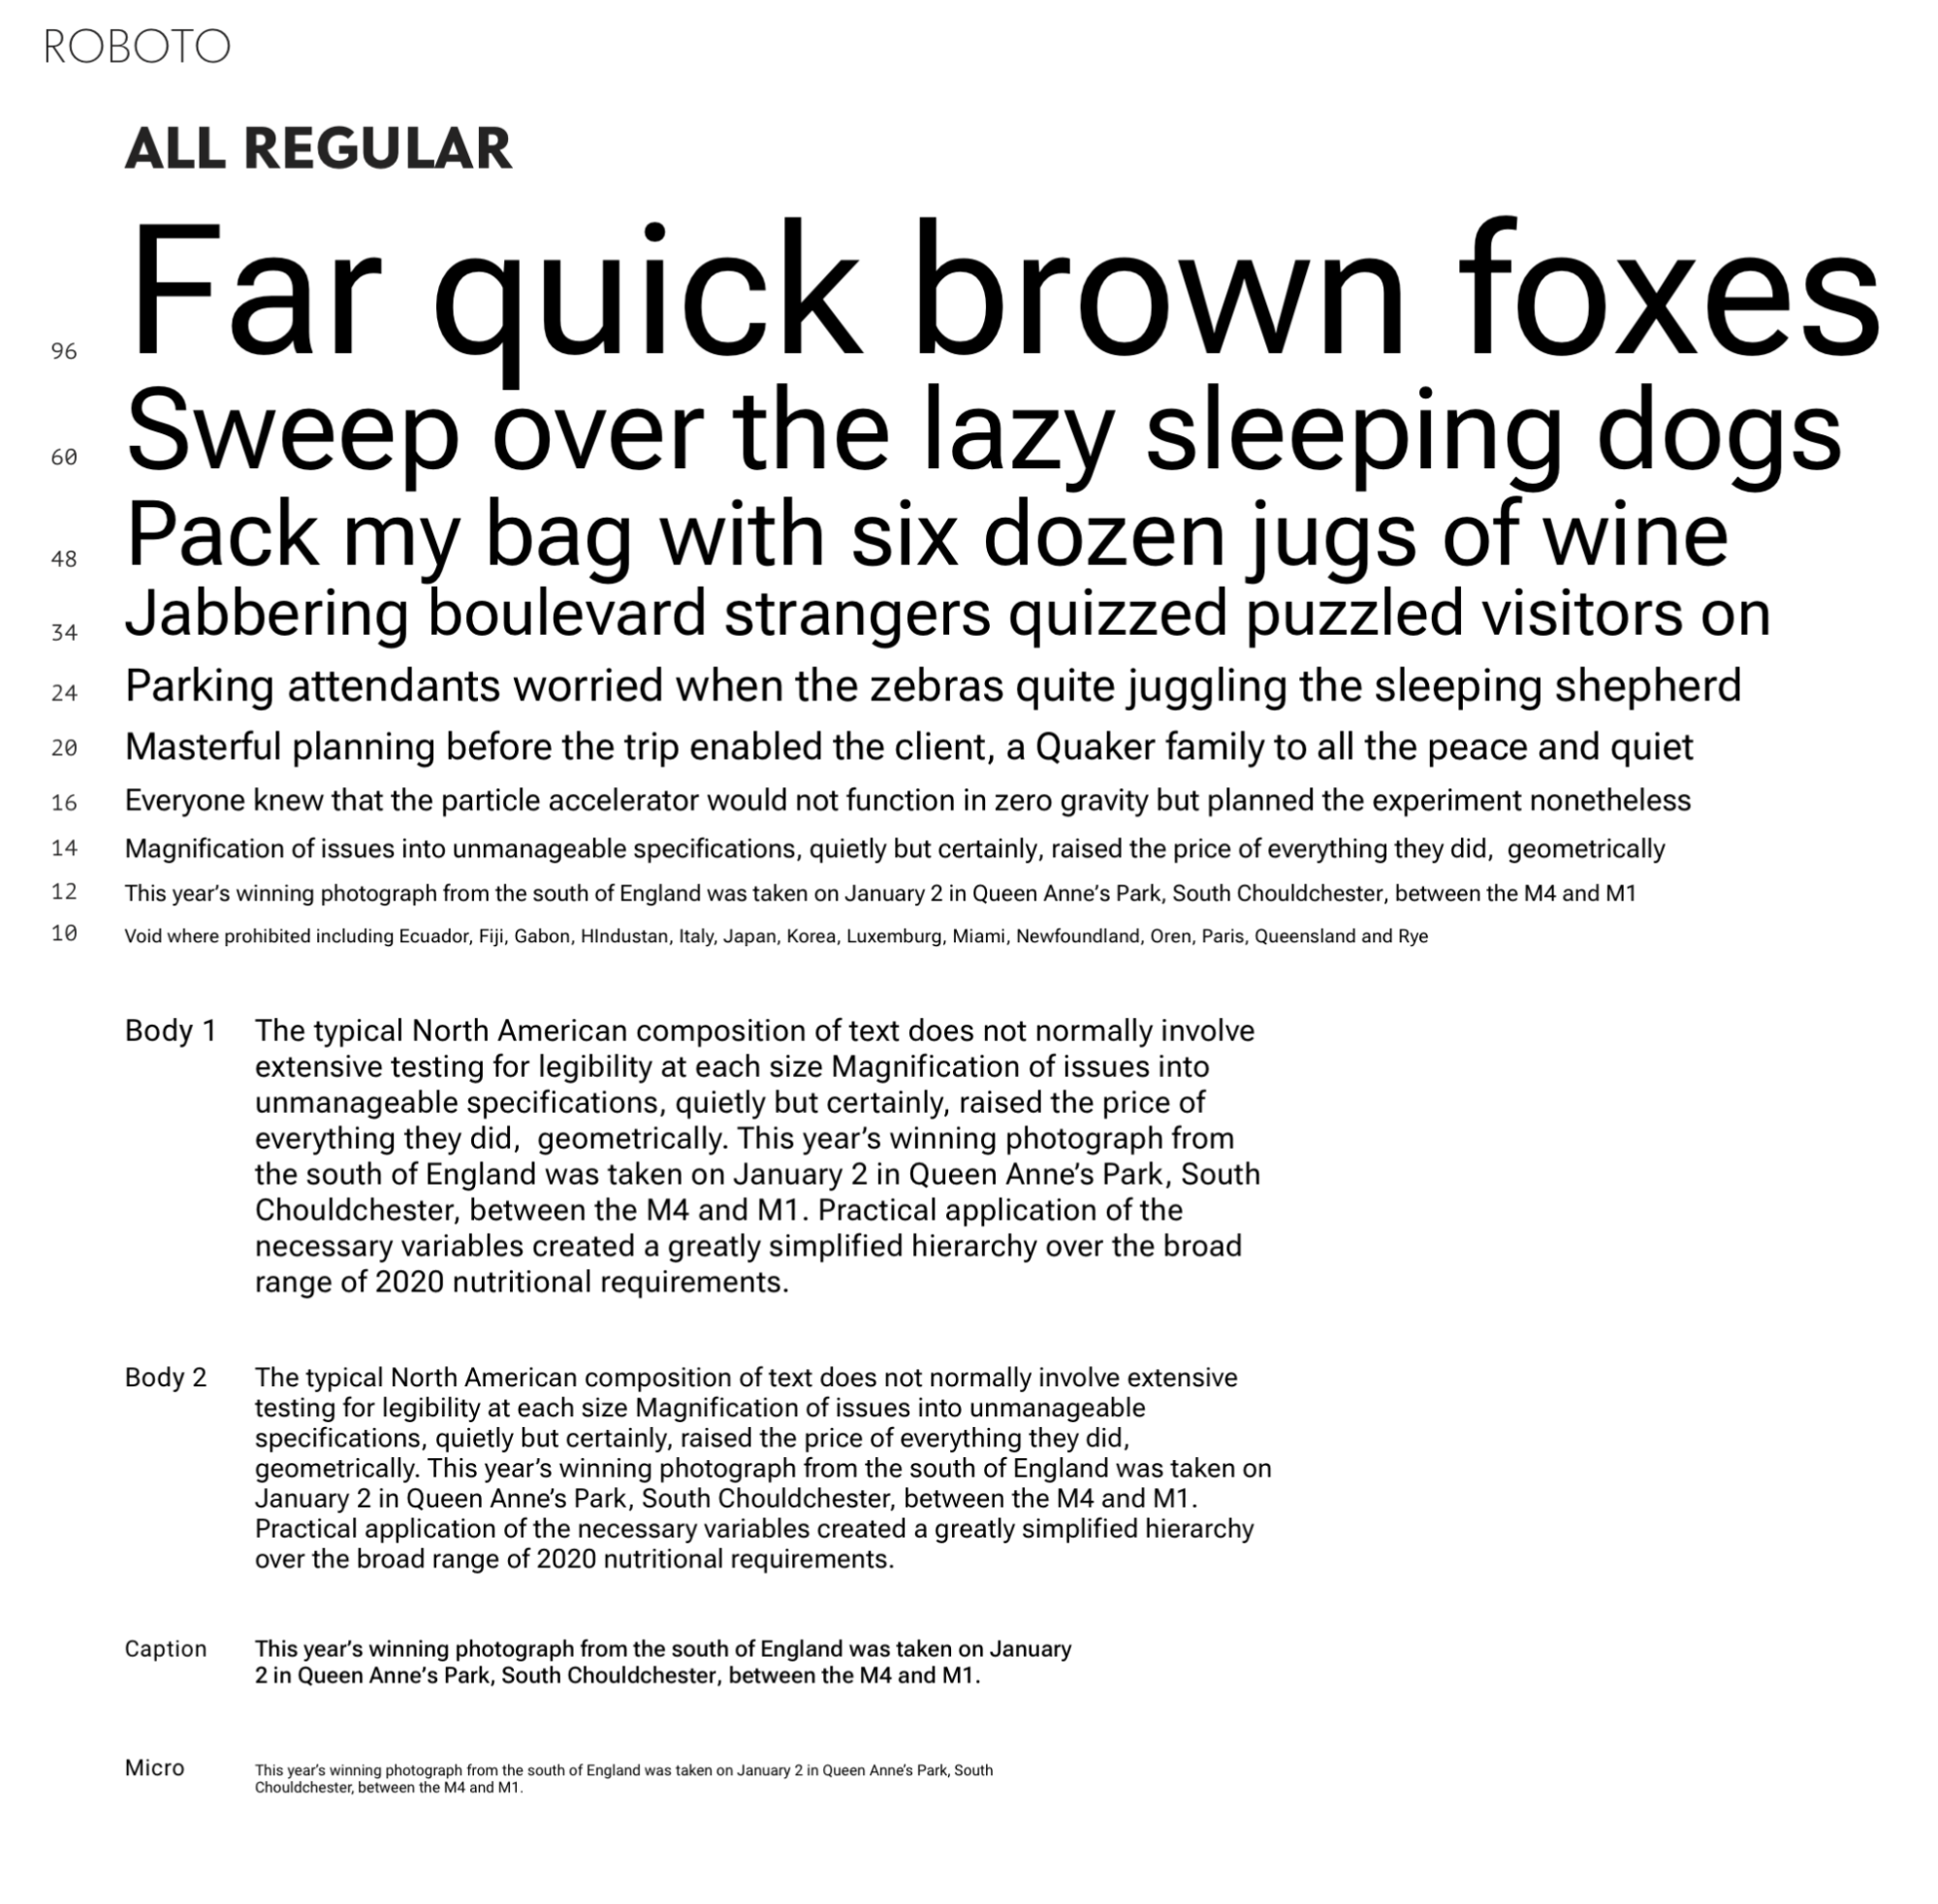 ROBOTO
ALL REGULAR
96 Far quick brown foxes
60 Sweep over the lazy sleeping dogs
48 Pack my bag with six dozen jugs of wine
34 Jabbering boulevard strangers quizzed puzzled visitors on
24 Parking attendants worried when the zebras quite juggling the sleeping shepherd
20 Masterful planning before the trip enabled the client, a Quaker family to all the peace and quiet
16 Everyone knew that the particle accelerator would not function in zero gravity but planned the experiment nonetheless
14 Magnification of issues into unmanageable specifications, quietly but certainly, raised the price of everything they did,  geometrically
12 This year’s winning photograph from the south of England was taken on January 2 in Queen Anne’s Park, South Chouldchester, between the M4 and M1
10 Void where prohibited including Ecuador, Fiji, Gabon, HIndustan, Italy, Japan, Korea, Luxemburg, Miami, Newfoundland, Oren, Paris, Queensland and Rye
Body 1 The typical North American composition of text does not normally involve
extensive testing for legibility at each size Magnification of issues into
unmanageable specifications, quietly but certainly, raised the price of
everything they did,  geometrically. This year’s winning photograph from
the south of England was taken on January 2 in Queen Anne’s Park, South
Chouldchester, between the M4 and M1. Practical application of the
necessary variables created a greatly simplified hierarchy over the broad
range of 2020 nutritional requirements.
Body 2 The typical North American composition of text does not normally involve extensive
testing for legibility at each size Magnification of issues into unmanageable
specifications, quietly but certainly, raised the price of everything they did,
geometrically. This year’s winning photograph from the south of England was taken on
January 2 in Queen Anne’s Park, South Chouldchester, between the M4 and M1.
Practical application of the necessary variables created a greatly simplified hierarchy
over the broad range of 2020 nutritional requirements.
Caption This year’s winning photograph from the south of England was taken on January
2 in Queen Anne’s Park, South Chouldchester, between the M4 and M1.
Micro This year’s winning photograph from the south of England was taken on January 2 in Queen Anne’s Park, South
Chouldchester, between the M4 and M1.